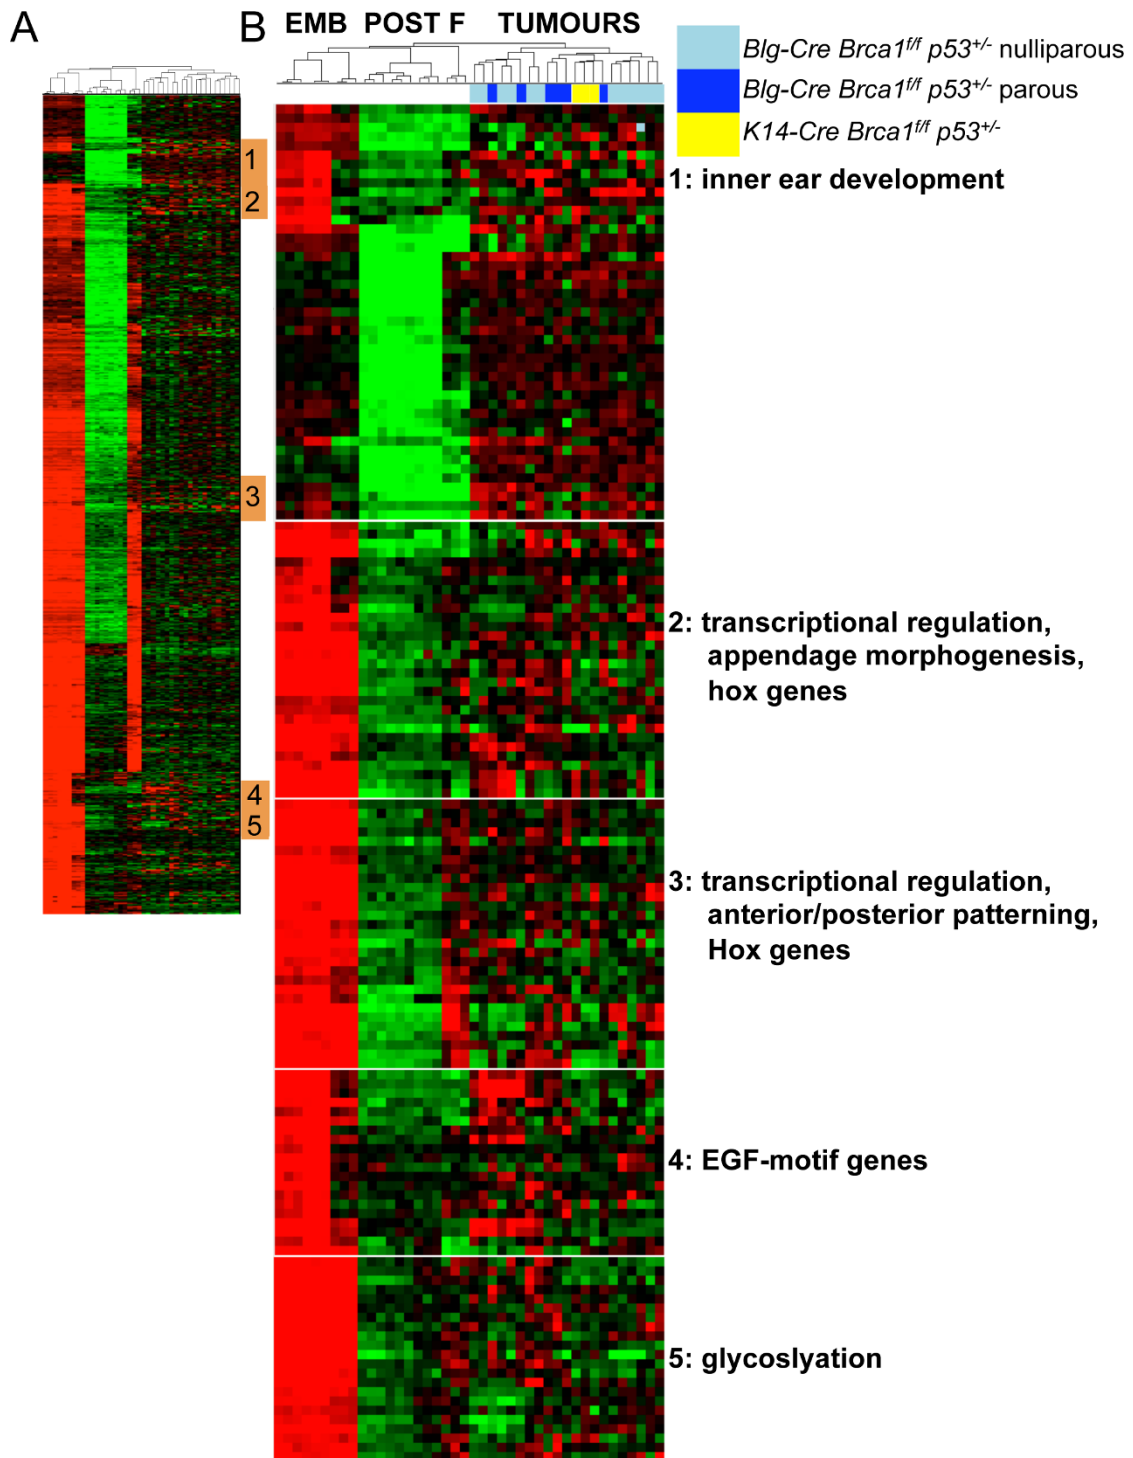 A
B
EMB POST F TUMOURS
Blg-Cre Brca1f/f p53+/- nulliparous
Blg-Cre Brca1f/f p53+/- parous
K14-Cre Brca1f/f p53+/-
1
2
3
4
5
1: inner ear development
2: transcriptional regulation,
appendage morphogenesis,
hox genes
3: transcriptional regulation,
anterior/posterior patterning,
Hox genes
4: EGF-motif genes
5: glycoslyation